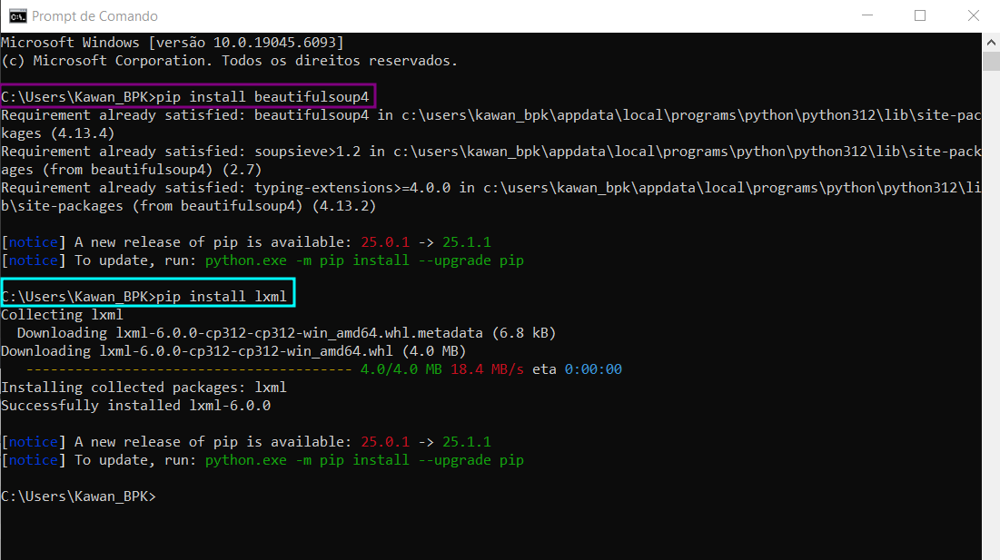 Prompt de Comando
Microsoft Windows [versão 10.0.19045.6093]
(c) Microsoft Corporation. Todos os direitos reservados.
C:\Users\Kawan_BPK>pip install beautifulsoup4
Requirement already satisfied: beautifulsoup4 in c:\users\kawan_bpk\appdata\local\programs\python\python312\lib\site-pac
kages (4.13.4)
Requirement already satisfied: soupsieve>1.2 in c:\users\kawan_bpk\appdata\local\programs\python\python312\lib\site-pack
ages (from beautifulsoup4) (2.7)
Requirement already satisfied: typing-extensions>=4.0.0 in c:\users\kawan_bpk\appdata\local\programs\python\python312\li
b\site-packages (from beautifulsoup4) (4.13.2)
[notice] A new release of pip is available: 25.0.1 -> 25.1.1
[notice] To update, run: python.exe -m pip install --upgrade pip
C:\Users\Kawan_BPK>pip install lxml
Collecting lxml
  Downloading lxml-6.0.0-cp312-cp312-win_amd64.whl.metadata (6.8 kB)
Downloading lxml-6.0.0-cp312-cp312-win_amd64.whl (4.0 MB)
   ---------------------------------------- 4.0/4.0 MB 18.4 MB/s eta 0:00:00
Installing collected packages: lxml
Successfully installed lxml-6.0.0
[notice] A new release of pip is available: 25.0.1 -> 25.1.1
[notice] To update, run: python.exe -m pip install --upgrade pip
C:\Users\Kawan_BPK>